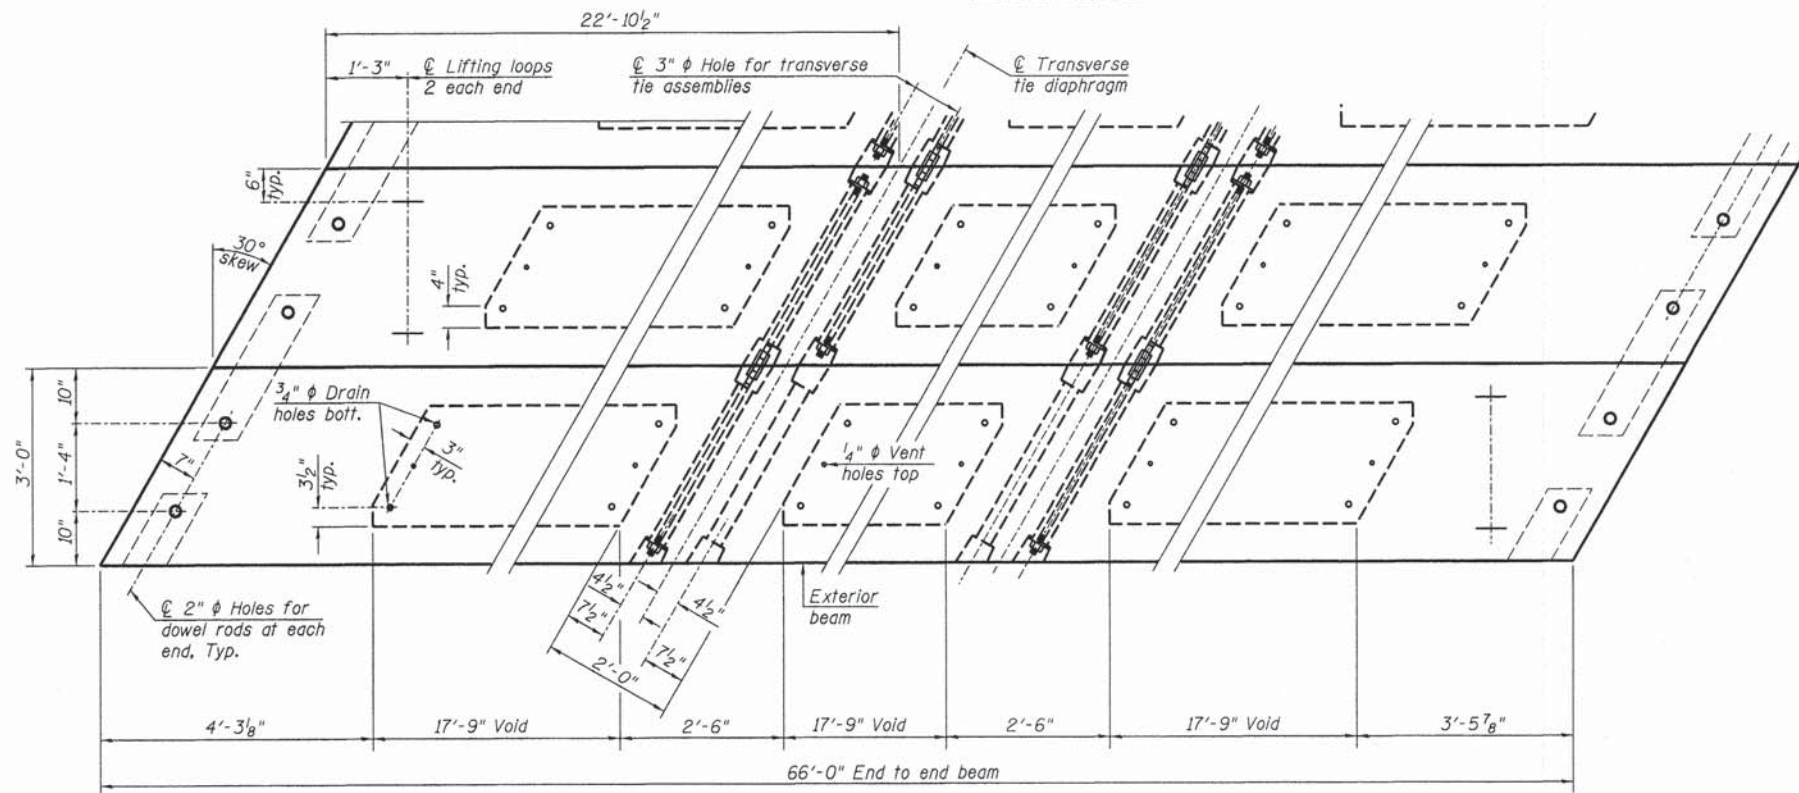 22'-10½"
1'-3"
℄ Lifting loops
2 each end
℄ 3" ϕ Hole for transverse
tie assemblies
℄ Transverse
tie diaphragm
6"
typ.
30°
skew
4"
typ.
3'-0"
10"
1'-4"
10"
¾" ϕ Drain
holes bott.
7"
3½"
typ.
3"
typ.
¼" ϕ Vent
holes top
℄ 2" ϕ Holes for
dowel rods at each
end, Typ.
4½"
7½"
2'-0"
4½"
7½"
Exterior
beam
4'-3⅛"
17'-9" Void
2'-6"
17'-9" Void
2'-6"
17'-9" Void
3'-5⅞"
66'-0" End to end beam